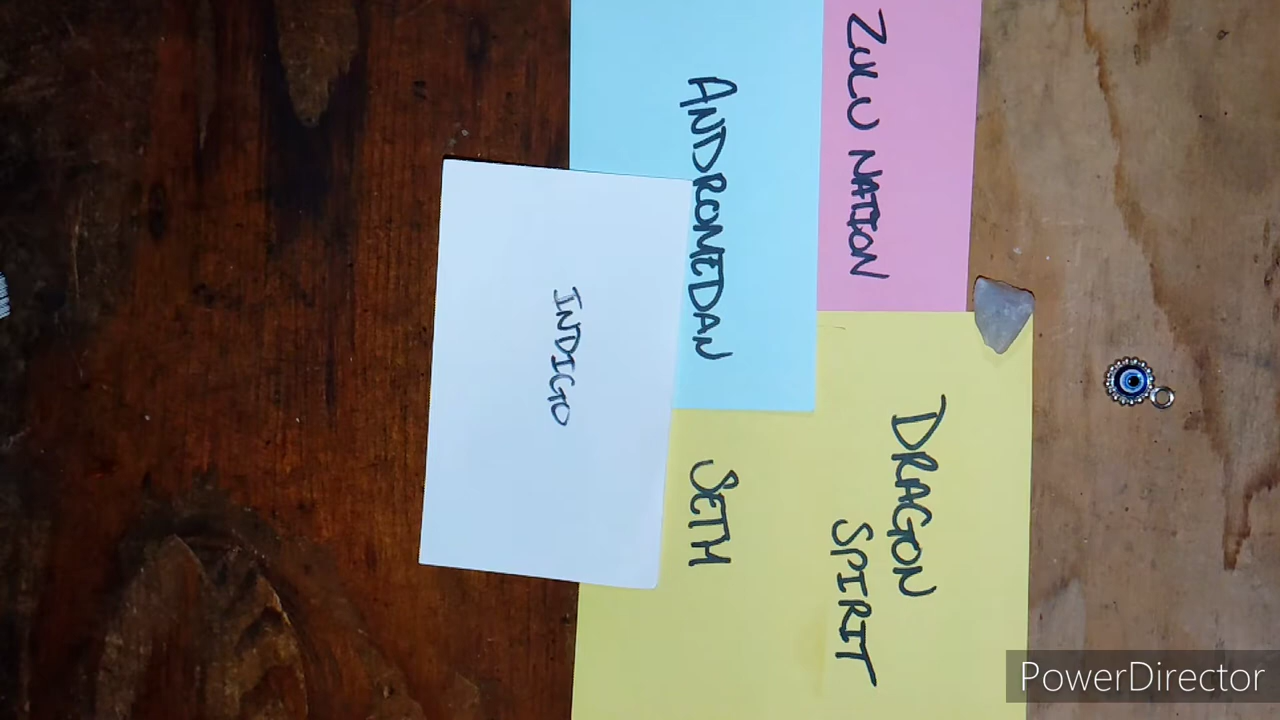 ZULU NATION
ANDROMEDAN
DRAGON
SPIRIT
SETH
INDIGO
PowerDirector